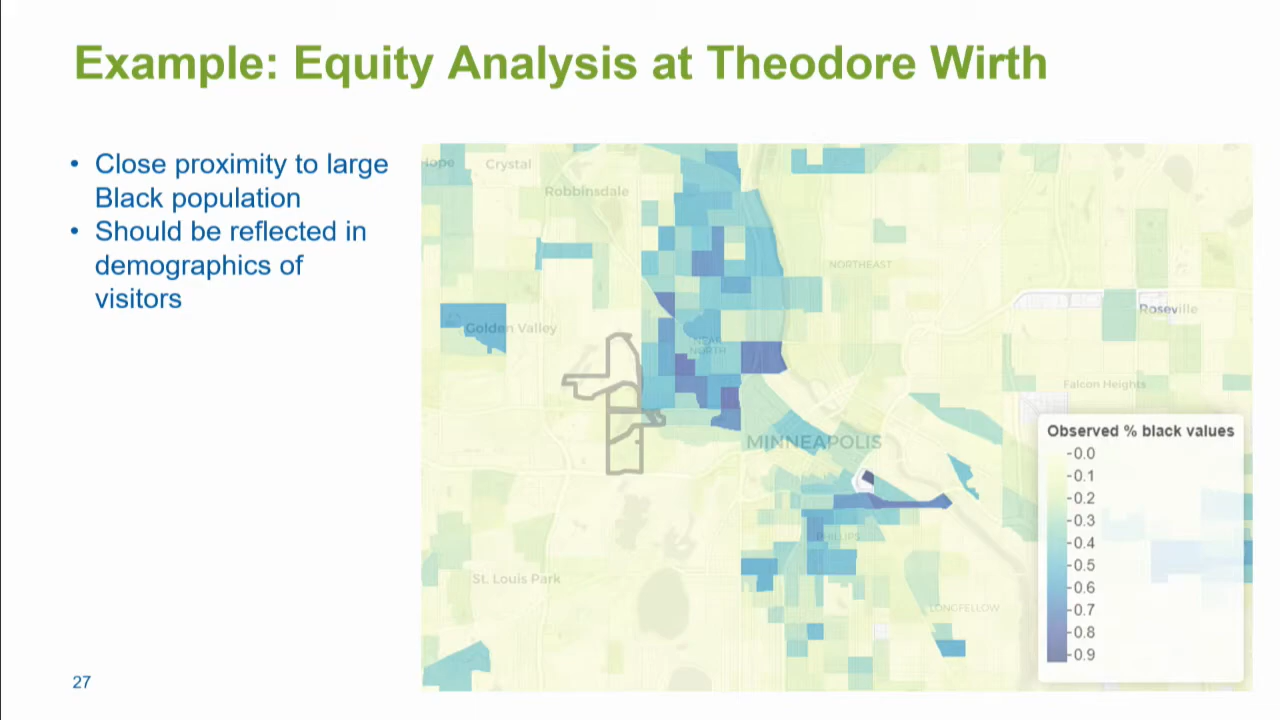 Example: Equity Analysis at Theodore Wirth
• Close proximity to large
Black population
• Should be reflected in
demographics of
visitors
Hope
Crystal
Robbinsdale
NORTHEAST
Golden Valley
Roseville
NEAR
NORTH
Falcon Heights
MINNEAPOLIS
PHILLIPS
St. Louis Park
LONGFELLOW
Observed % black values
0.0
0.1
0.2
0.3
0.4
0.5
0.6
0.7
0.8
0.9
27